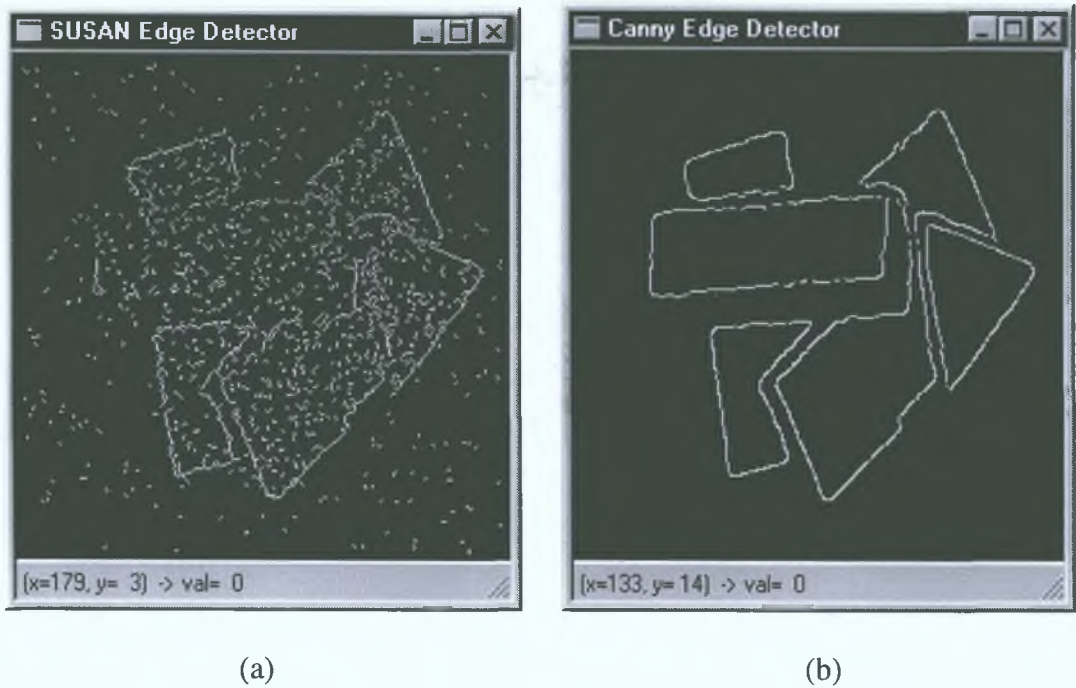 SUSAN Edge Detector
Canny Edge Detector
(x=179, y= 3) -> val= 0
(x=133, y= 14) -> val= 0
(a)
(b)